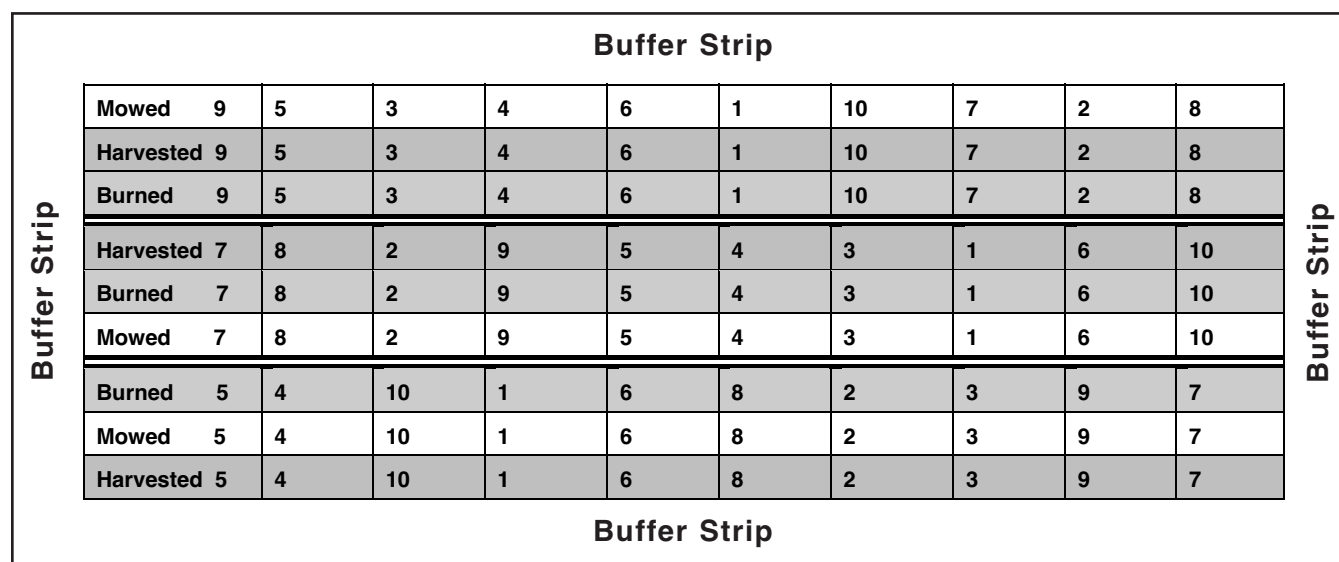 Buffer Strip
Mowed 9 5 3 4 6 1 10 7 2 8
Harvested 9 5 3 4 6 1 10 7 2 8
Burned 9 5 3 4 6 1 10 7 2 8
Buffer Strip
Buffer Strip
Harvested 7 8 2 9 5 4 3 1 6 10
Burned 7 8 2 9 5 4 3 1 6 10
Mowed 7 8 2 9 5 4 3 1 6 10
Burned 5 4 10 1 6 8 2 3 9 7
Mowed 5 4 10 1 6 8 2 3 9 7
Harvested 5 4 10 1 6 8 2 3 9 7
Buffer Strip